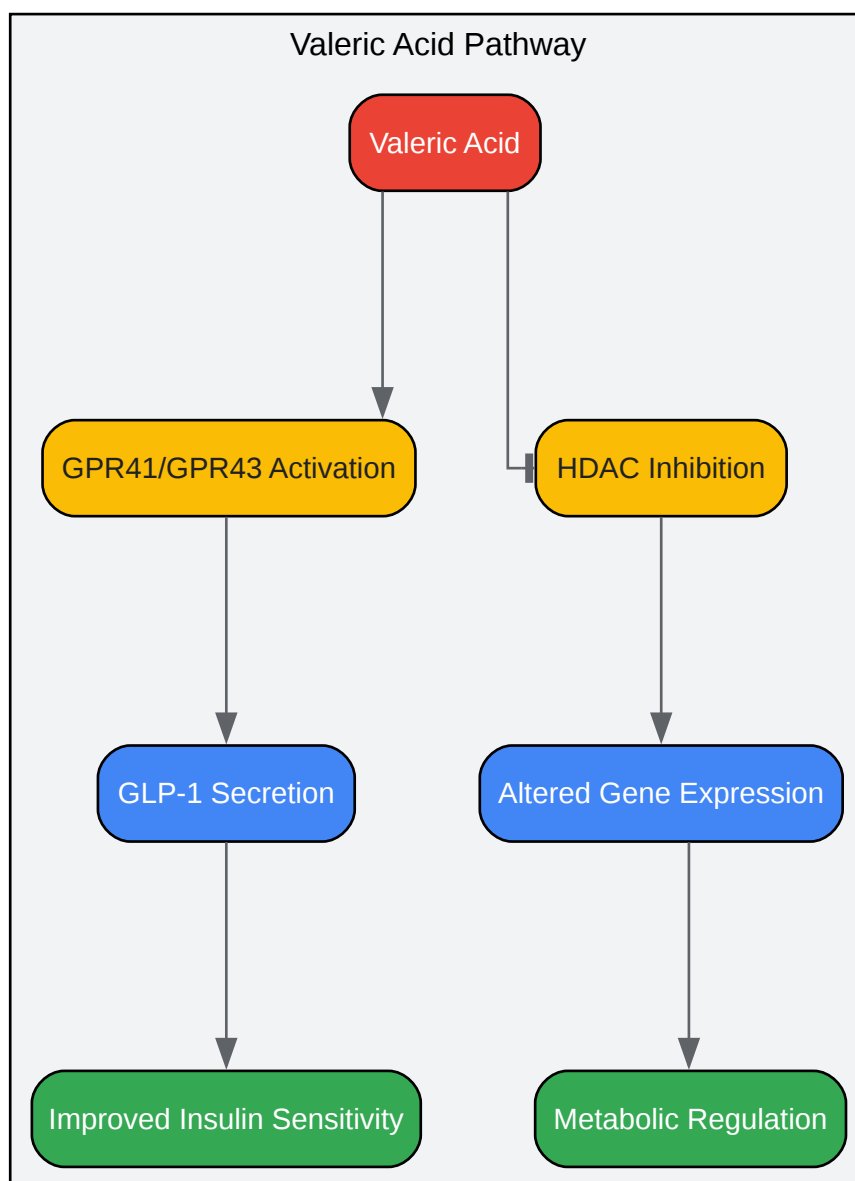 Valeric Acid Pathway
Valeric Acid
GPR41/GPR43 Activation
HDAC Inhibition
GLP-1 Secretion
Altered Gene Expression
Improved Insulin Sensitivity
Metabolic Regulation